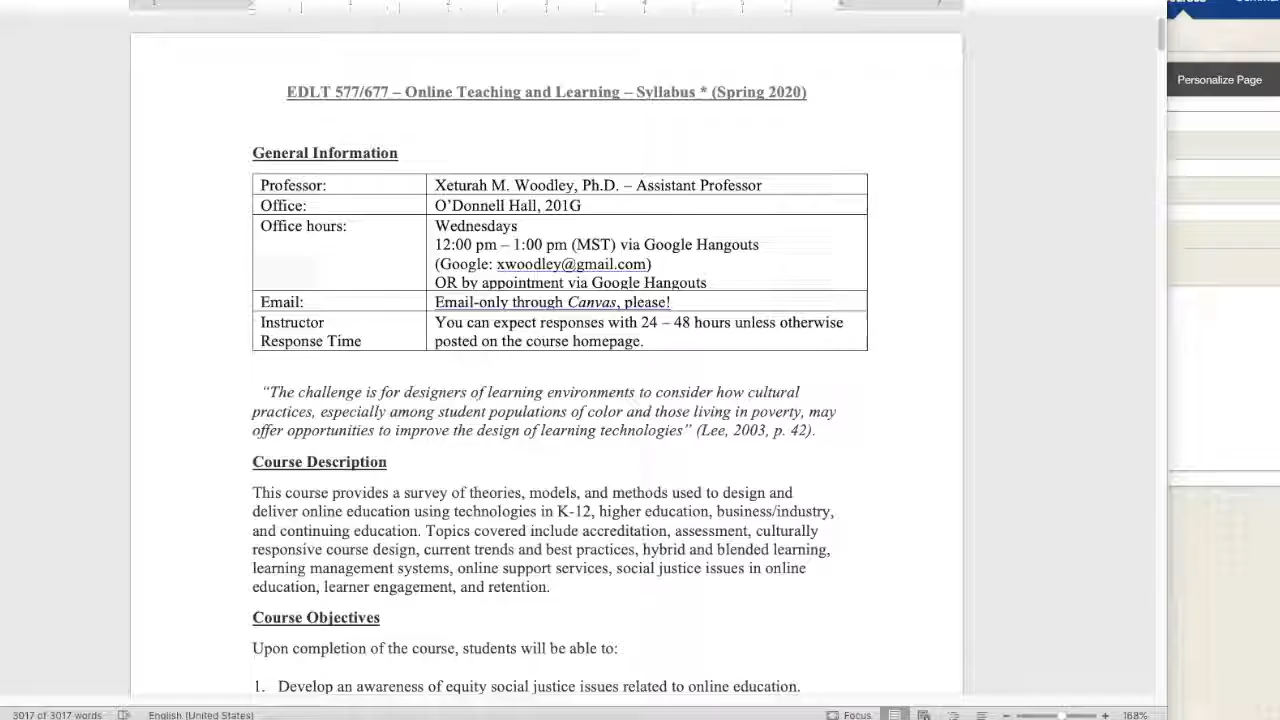 Personalize Page
EDLT 577/677 – Online Teaching and Learning – Syllabus * (Spring 2020)
General Information
Professor: Xeturah M. Woodley, Ph.D. – Assistant Professor
Office: O’Donnell Hall, 201G
Office hours: Wednesdays
12:00 pm – 1:00 pm (MST) via Google Hangouts
(Google: xwoodley@gmail.com)
OR by appointment via Google Hangouts
Email: Email-only through Canvas, please!
Instructor You can expect responses with 24 – 48 hours unless otherwise
Response Time posted on the course homepage.
“The challenge is for designers of learning environments to consider how cultural
practices, especially among student populations of color and those living in poverty, may
offer opportunities to improve the design of learning technologies” (Lee, 2003, p. 42).
Course Description
This course provides a survey of theories, models, and methods used to design and
deliver online education using technologies in K-12, higher education, business/industry,
and continuing education. Topics covered include accreditation, assessment, culturally
responsive course design, current trends and best practices, hybrid and blended learning,
learning management systems, online support services, social justice issues in online
education, learner engagement, and retention.
Course Objectives
Upon completion of the course, students will be able to:
1. Develop an awareness of equity social justice issues related to online education.
3017 of 3017 words English (United States) Focus 168%